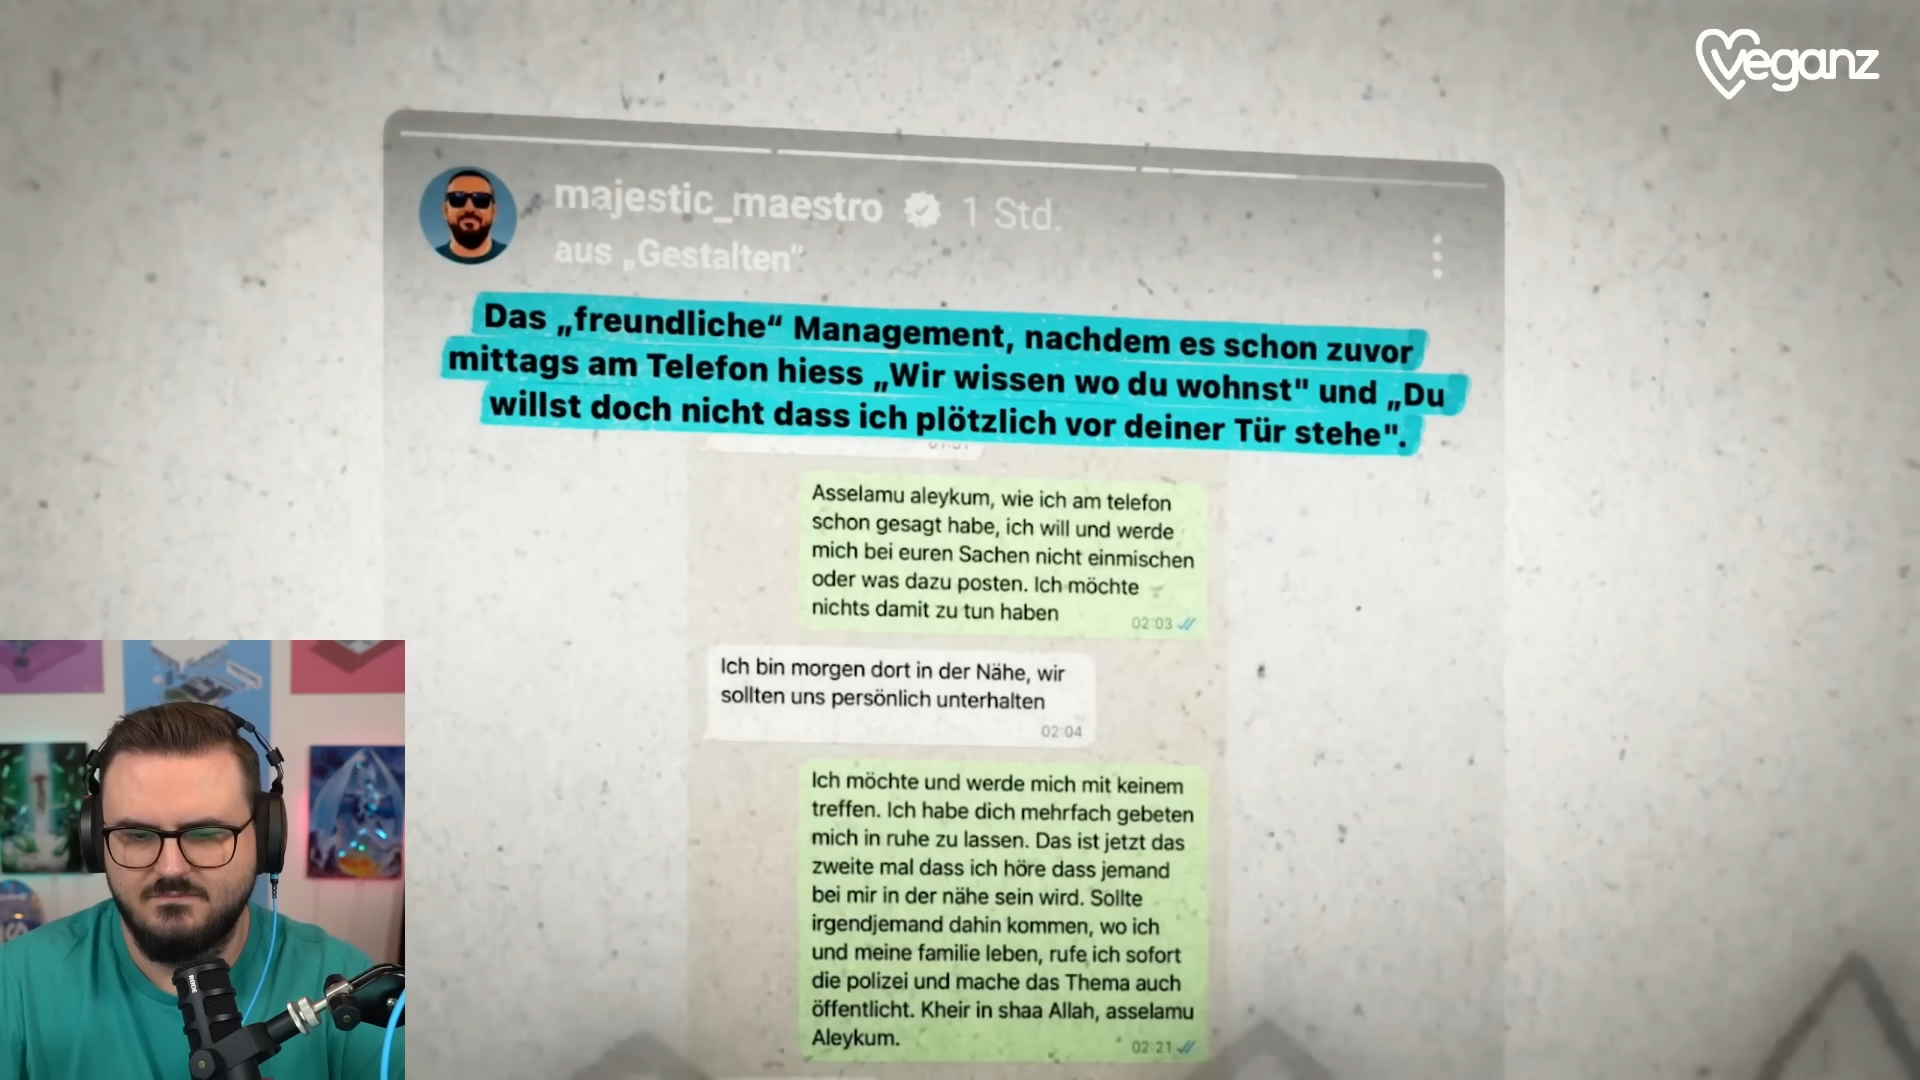 Veganz
majestic_maestro 1 Std.
aus „Gestalten“
Das „freundliche“ Management, nachdem es schon zuvor
mittags am Telefon hiess „Wir wissen wo du wohnst" und „Du
willst doch nicht dass ich plötzlich vor deiner Tür stehe".
Asselamu aleykum, wie ich am telefon
schon gesagt habe, ich will und werde
mich bei euren Sachen nicht einmischen
oder was dazu posten. Ich möchte
nichts damit zu tun haben
02:03
Ich bin morgen dort in der Nähe, wir
sollten uns persönlich unterhalten
02:04
Ich möchte und werde mich mit keinem
treffen. Ich habe dich mehrfach gebeten
mich in ruhe zu lassen. Das ist jetzt das
zweite mal dass ich höre dass jemand
bei mir in der nähe sein wird. Sollte
irgendjemand dahin kommen, wo ich
und meine familie leben, rufe ich sofort
die polizei und mache das Thema auch
öffentlicht. Kheir in shaa Allah, asselamu
Aleykum.
02:21
RODE